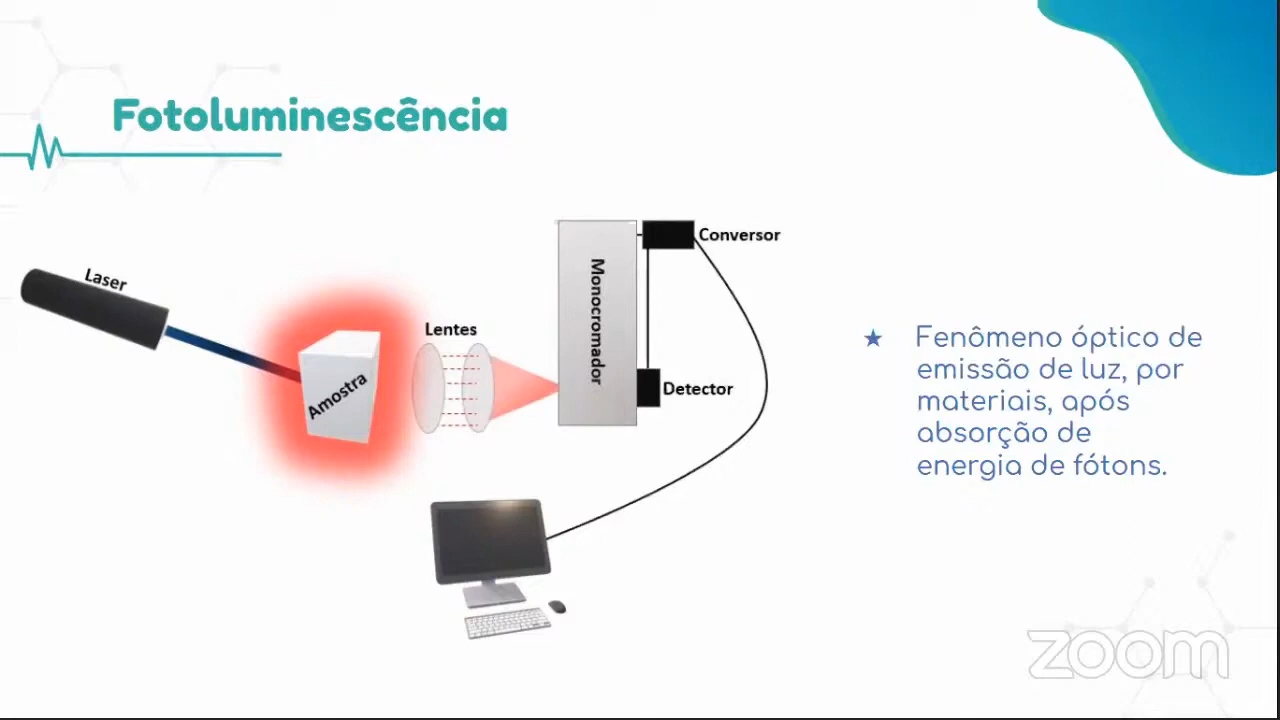 Fotoluminescência
Laser
Amostra
Lentes
Monocromador
Conversor
Detector
★ Fenômeno óptico de
emissão de luz, por
materiais, após
absorção de
energia de fótons.
zoom